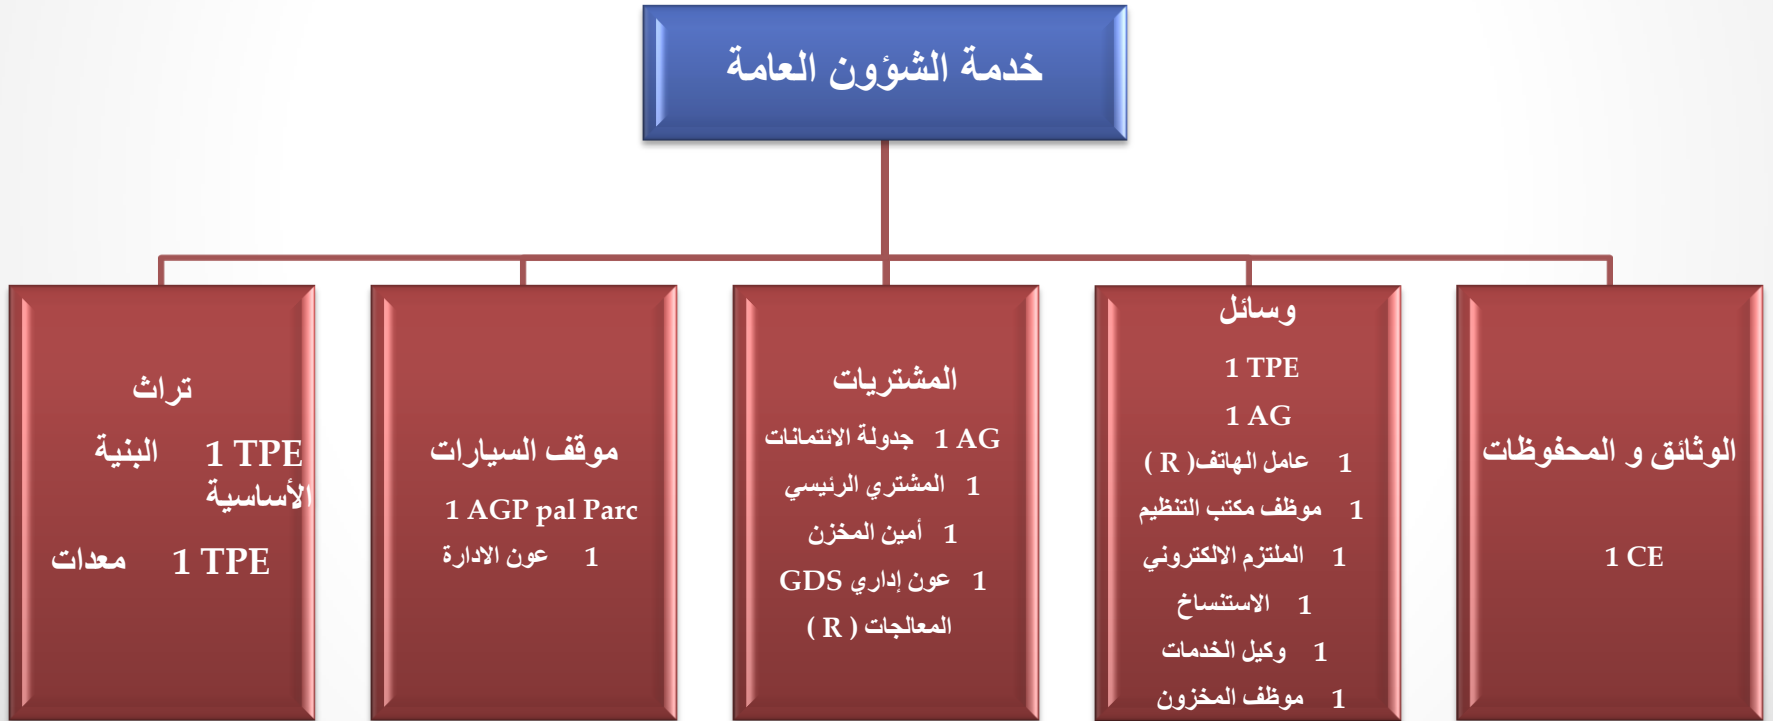 خدمة الشؤون العامة
الوثائق و المحفوظات
1 CE
وسائل
1 TPE
1 AG
1 عامل الهاتف( R )
1 موظف مكتب التنظيم
1 الملتزم الالكتروني
1 الاستنساخ
1 وكيل الخدمات
1 موظف المخزون
المشتريات
1 AG جدولة الائتمانات
1 المشتري الرئيسي
1 أمين المخزن
1 عون إداري GDS
المعالجات ( R )
موقف السيارات
1 AGP pal Parc
1 عون الادارة
تراث
1 TPE البنية
الأساسية
1 TPE معدات